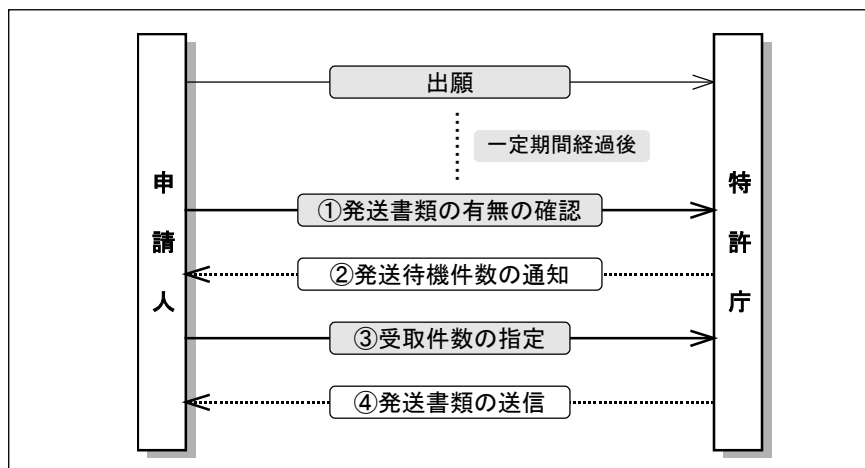 出願
一定期間経過後
申請人
特許庁
①発送書類の有無の確認
②発送待機件数の通知
③受取件数の指定
④発送書類の送信